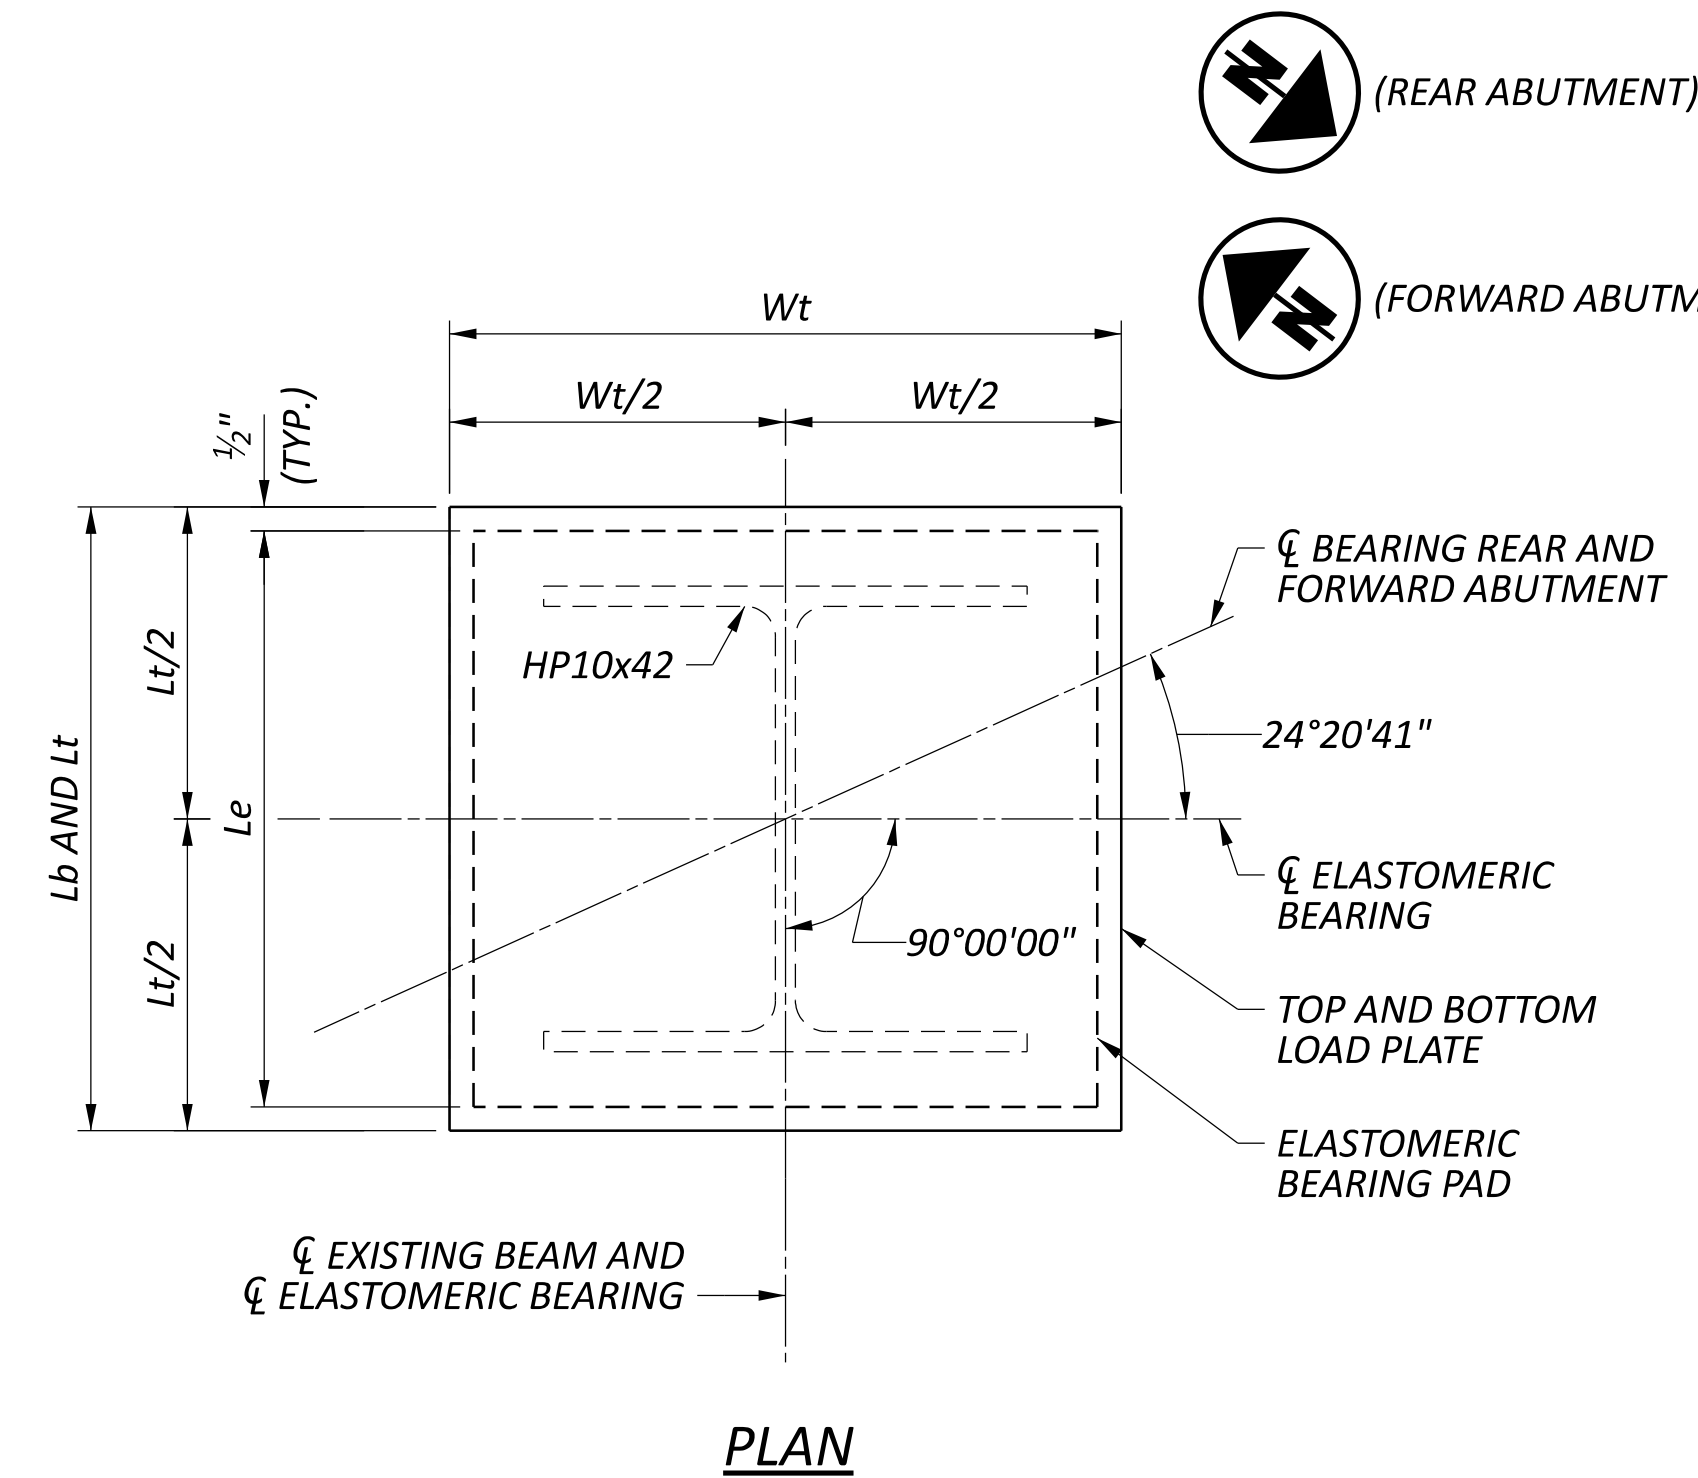 N
(REAR ABUTMENT)
N
(FORWARD ABUTM
Wt
Wt/2
Wt/2
½"
(TYP.)
℄ BEARING REAR AND
FORWARD ABUTMENT
HP10x42
24°20'41"
Lt/2
Lb AND Lt
Le
℄ ELASTOMERIC
BEARING
90°00'00"
Lt/2
TOP AND BOTTOM
LOAD PLATE
ELASTOMERIC
BEARING PAD
℄ EXISTING BEAM AND
℄ ELASTOMERIC BEARING
PLAN